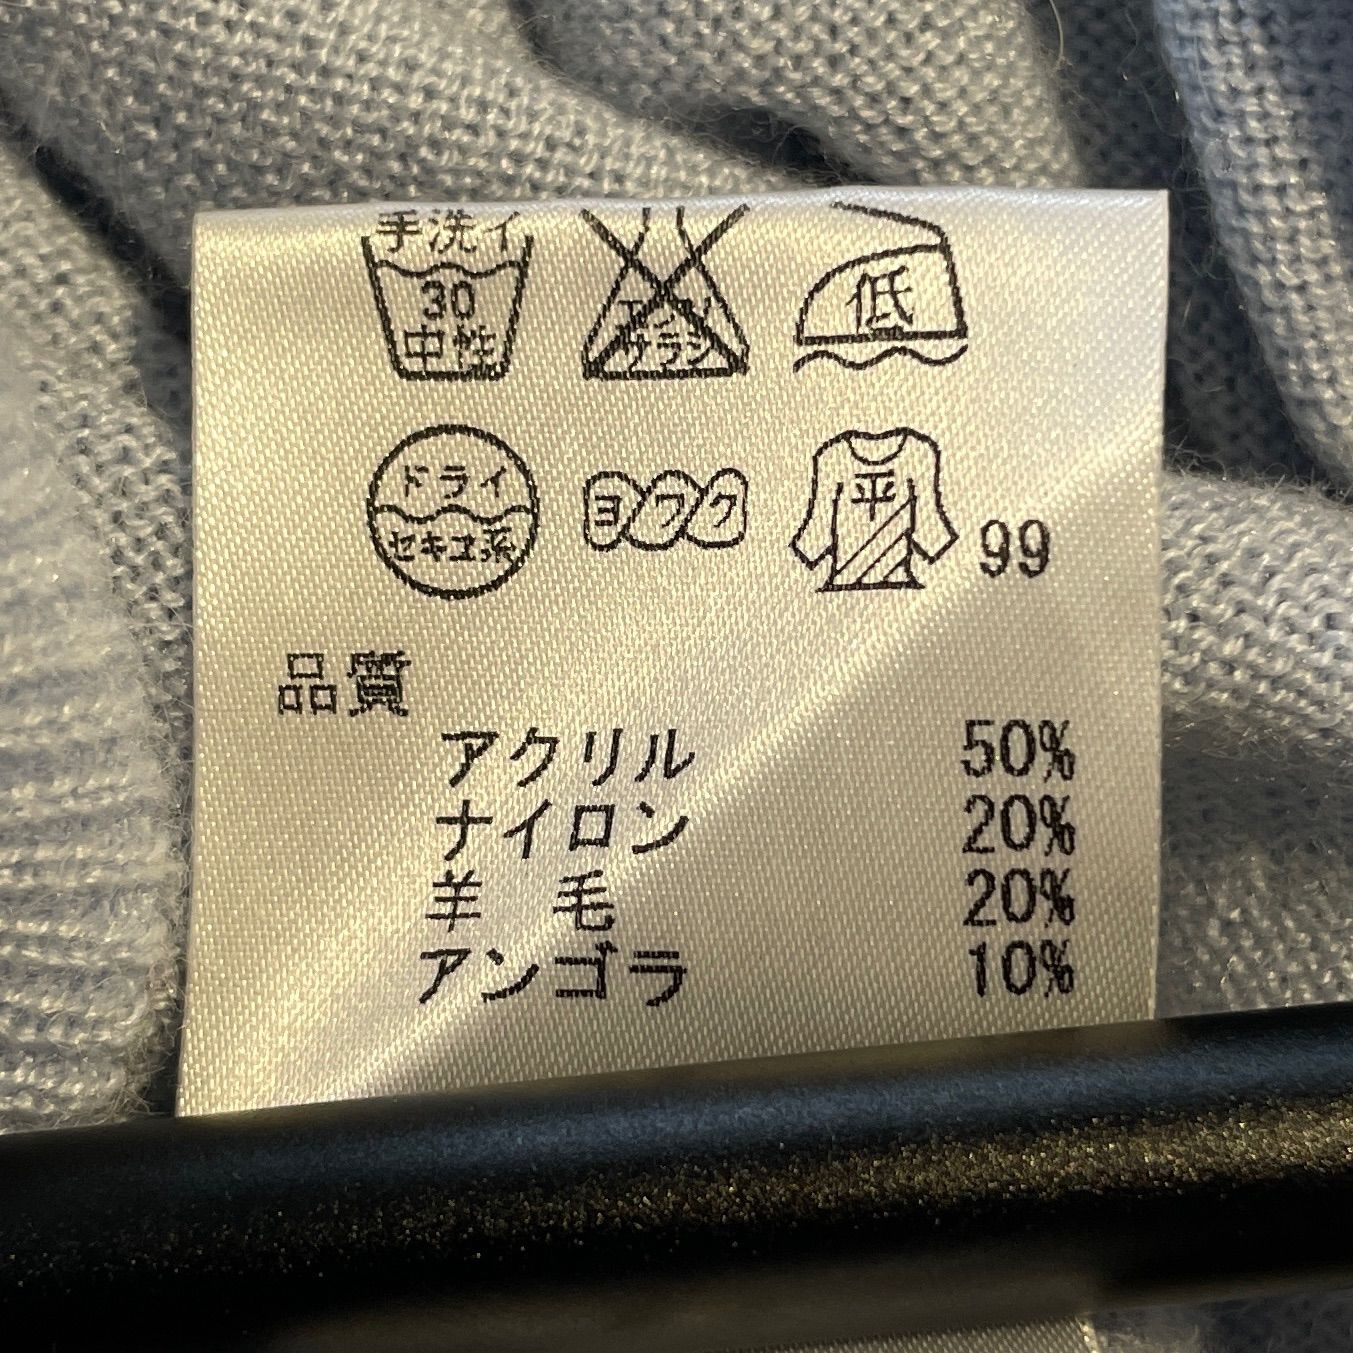 手洗イ
30
中性
エンソ
サラシ
低
ドライ
セキユ系
ヨワク
平
99
品質
アクリル 50%
ナイロン 20%
羊 毛 20%
アンゴラ 10%